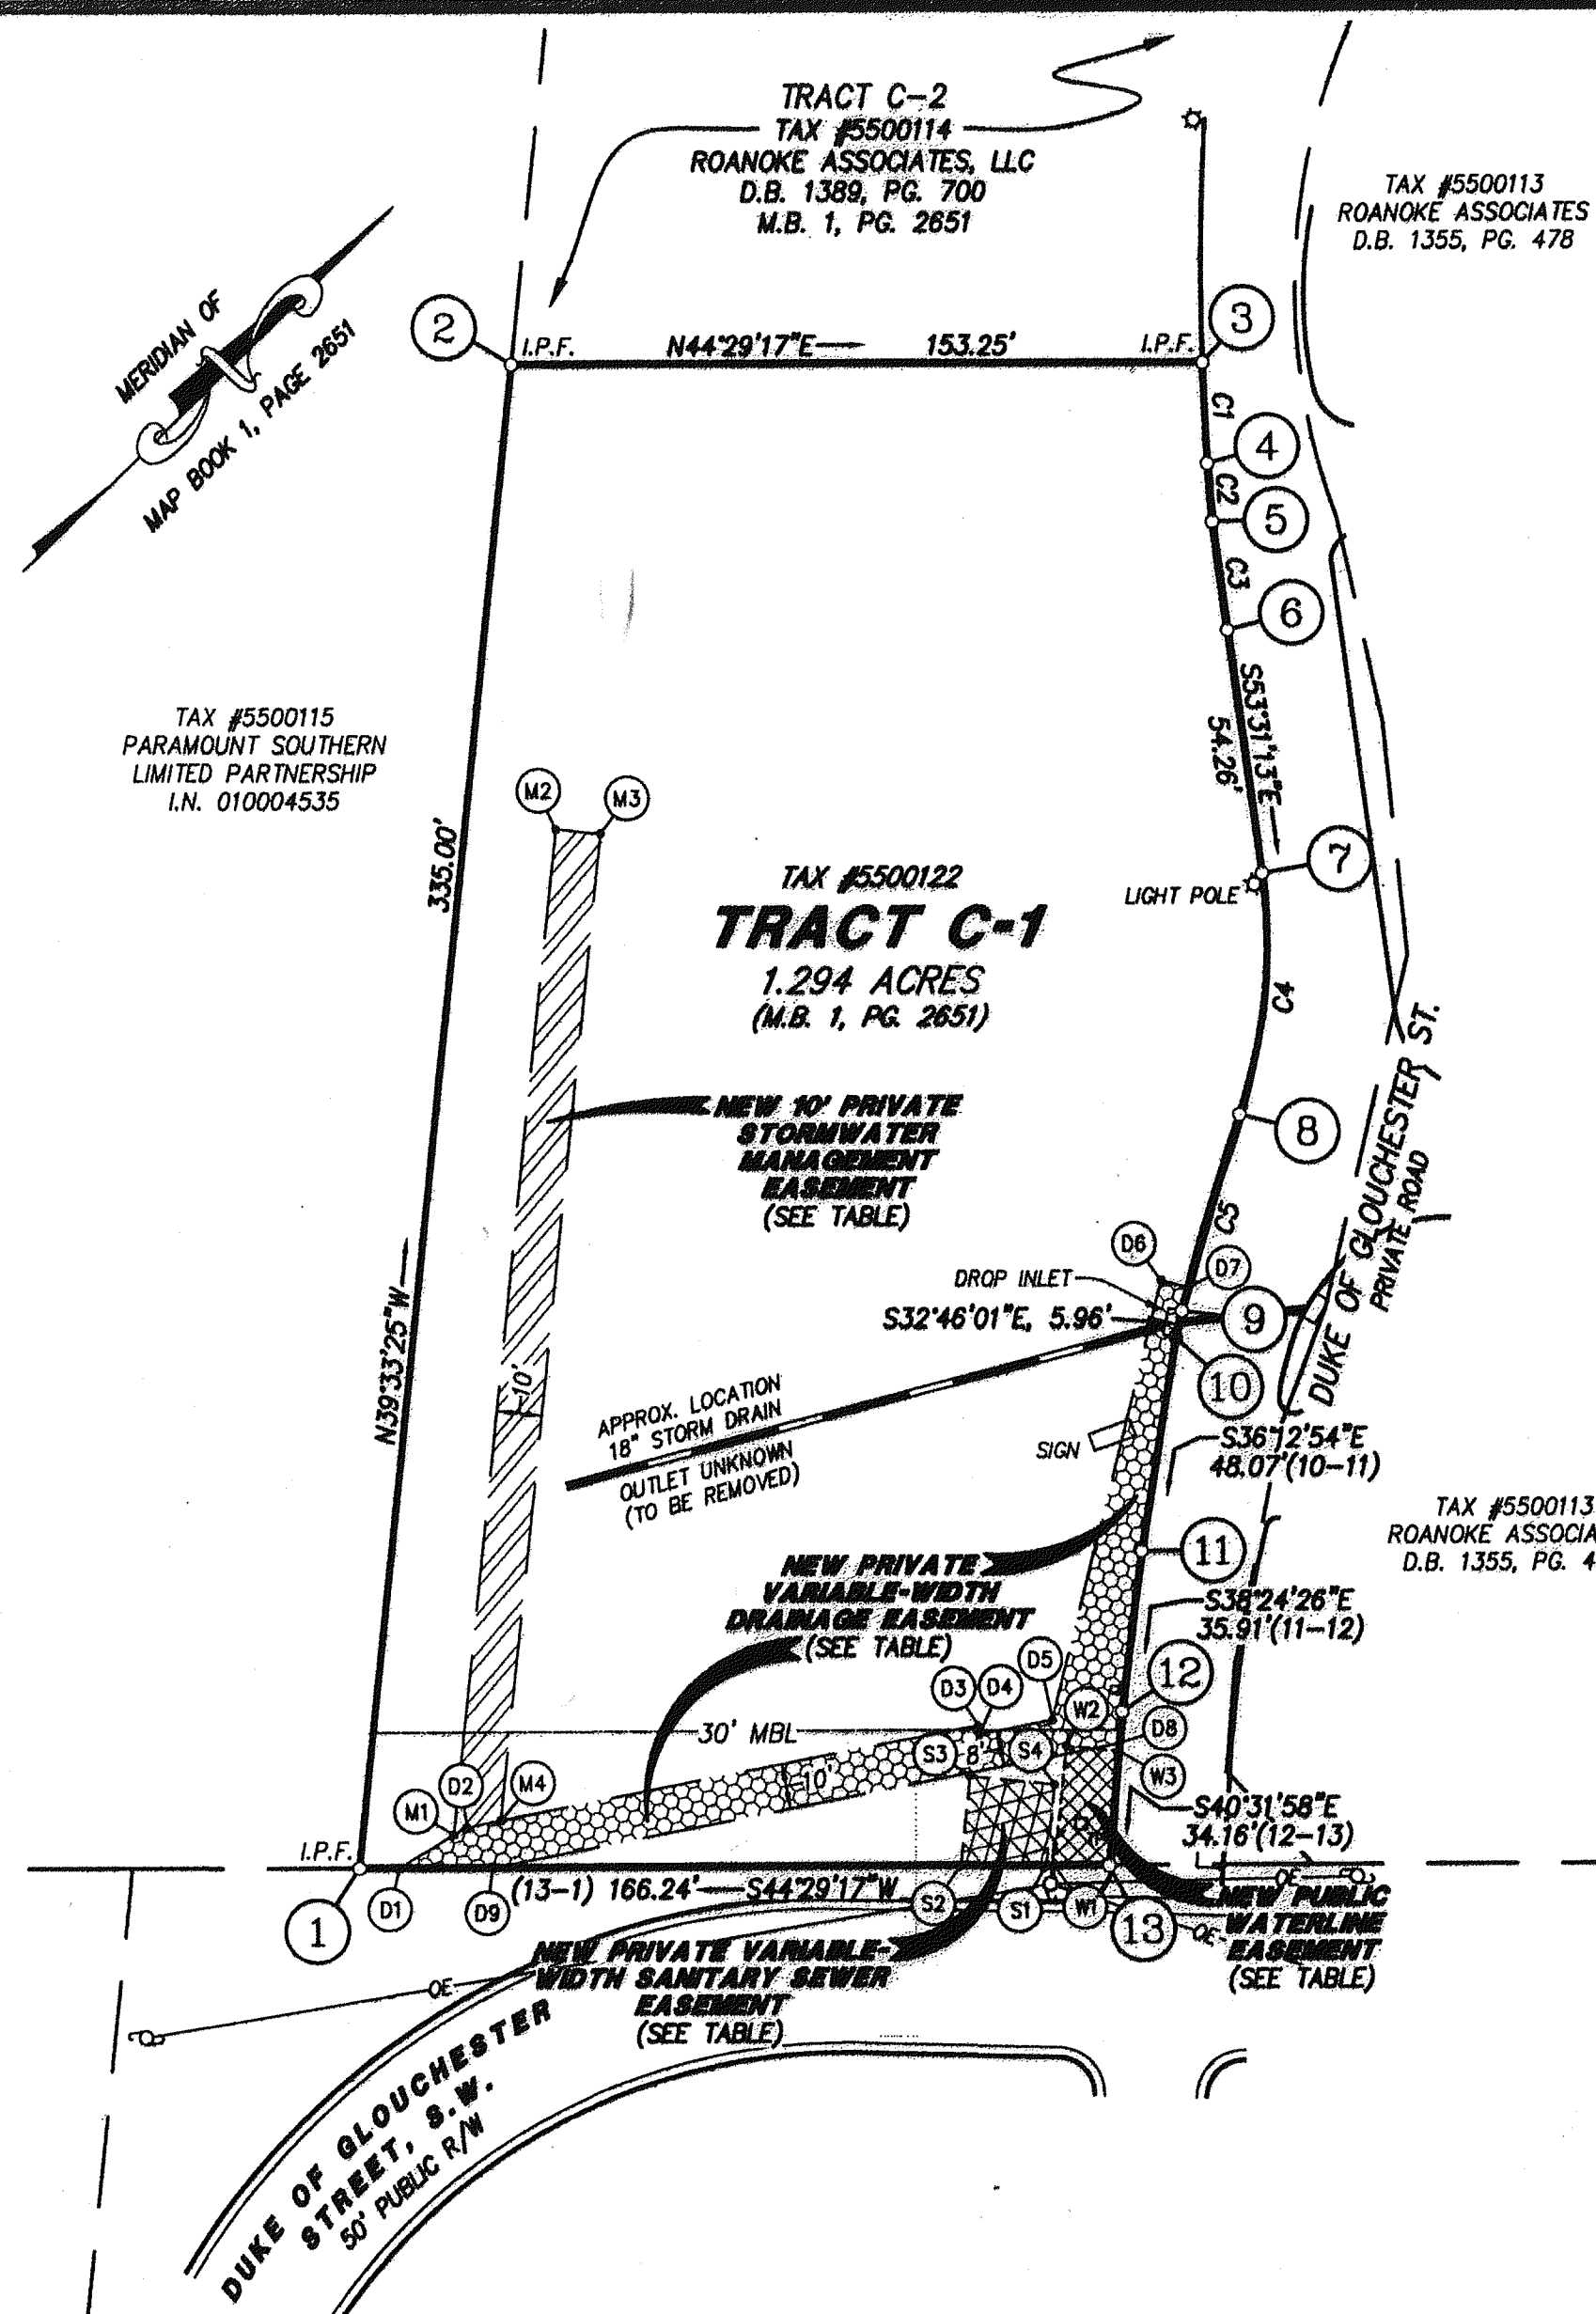 TRACT C-2
TAX #5500114
ROANOKE ASSOCIATES, LLC
D.B. 1389, PG. 700
M.B. 1, PG. 2651
TAX #5500113
ROANOKE ASSOCIATES
D.B. 1355, PG. 478
MERIDIAN OF
MAP BOOK 1, PAGE 2651
2
I.P.F.
N44°29'17"E
153.25'
I.P.F.
3
C1
4
C2
5
C3
6
S53°31'13"E
54.26'
7
LIGHT POLE
TAX #5500115
PARAMOUNT SOUTHERN
LIMITED PARTNERSHIP
I.N. 010004535
M2
M3
335.00'
N39°33'25"W
TAX #5500122
TRACT C-1
1.294 ACRES
(M.B. 1, PG. 2651)
C4
8
NEW 10' PRIVATE
STORMWATER
MANAGEMENT
EASEMENT
(SEE TABLE)
C5
DUKE OF GLOUCHESTER ST.
PRIVATE ROAD
D6
D7
DROP INLET
S32°46'01"E, 5.96'
9
10
10'
APPROX. LOCATION
18" STORM DRAIN
OUTLET UNKNOWN
(TO BE REMOVED)
SIGN
S36°12'54"E
48.07'(10-11)
TAX #5500113
ROANOKE ASSOCIA
D.B. 1355, PG. 4
11
NEW PRIVATE
VARIABLE-WIDTH
DRAINAGE EASEMENT
(SEE TABLE)
S38°24'26"E
35.91'(11-12)
12
D3
D4
D5
W2
D8
30' MBL
S3
8'
S4
W3
10'
M1
D2
M4
S40°31'58"E
34.16'(12-13)
I.P.F.
(13-1) 166.24'
S44°29'17"W
1
D1
D9
S2
S1
W1
13
OE
OE
NEW PUBLIC
WATERLINE
EASEMENT
(SEE TABLE)
NEW PRIVATE VARIABLE-
WIDTH SANITARY SEWER
EASEMENT
(SEE TABLE)
OE
DUKE OF GLOUCHESTER
STREET, S.W.
50' PUBLIC R/W